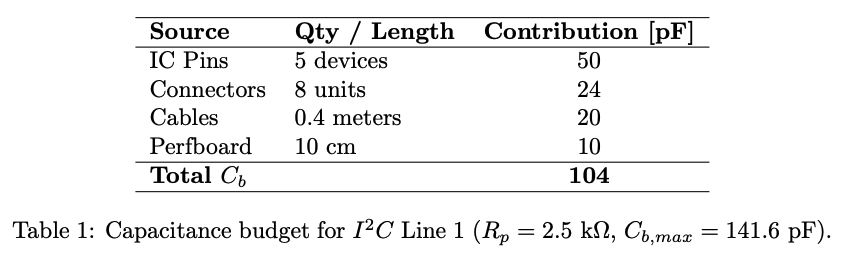 Source Qty / Length Contribution [pF]
IC Pins 5 devices 50
Connectors 8 units 24
Cables 0.4 meters 20
Perfboard 10 cm 10
Total C_b 104
Table 1: Capacitance budget for I²C Line 1 (R_p = 2.5 kΩ, C_{b,max} = 141.6 pF).